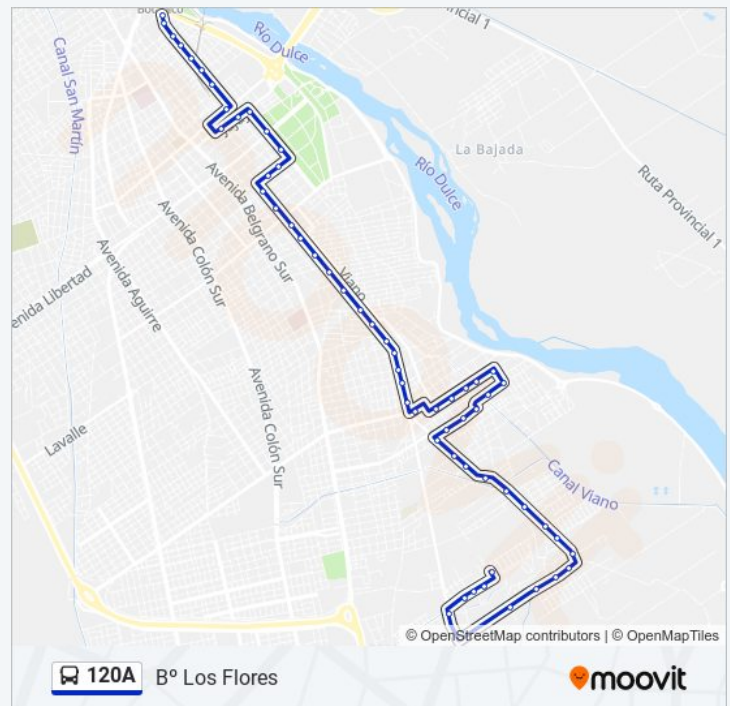 Río Dulce
Provincial 1
Canal San Martín
La Bajada
Río Dulce
Ruta Provincial 1
Avenida Belgrano Sur
Avenida Colón Sur
Avenida Libertad
Avenida Aguirre
Viano
Avenida Colón Sur
Lavalle
Canal Viano
© OpenStreetMap contributors | © OpenMapTiles
120A Bº Los Flores
moovit